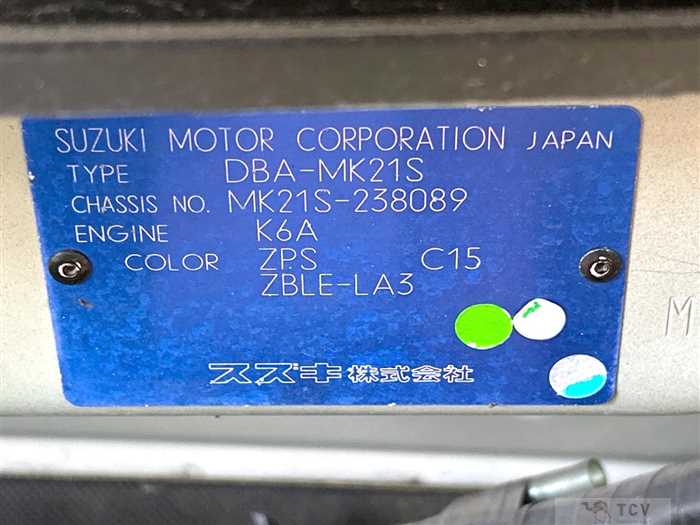 SUZUKI MOTOR CORPORATION JAPAN
TYPE DBA-MK21S
CHASSIS NO. MK21S-238089
ENGINE K6A
COLOR ZPS C15
ZBLE-LA3
スズキ株式会社
M
TCV